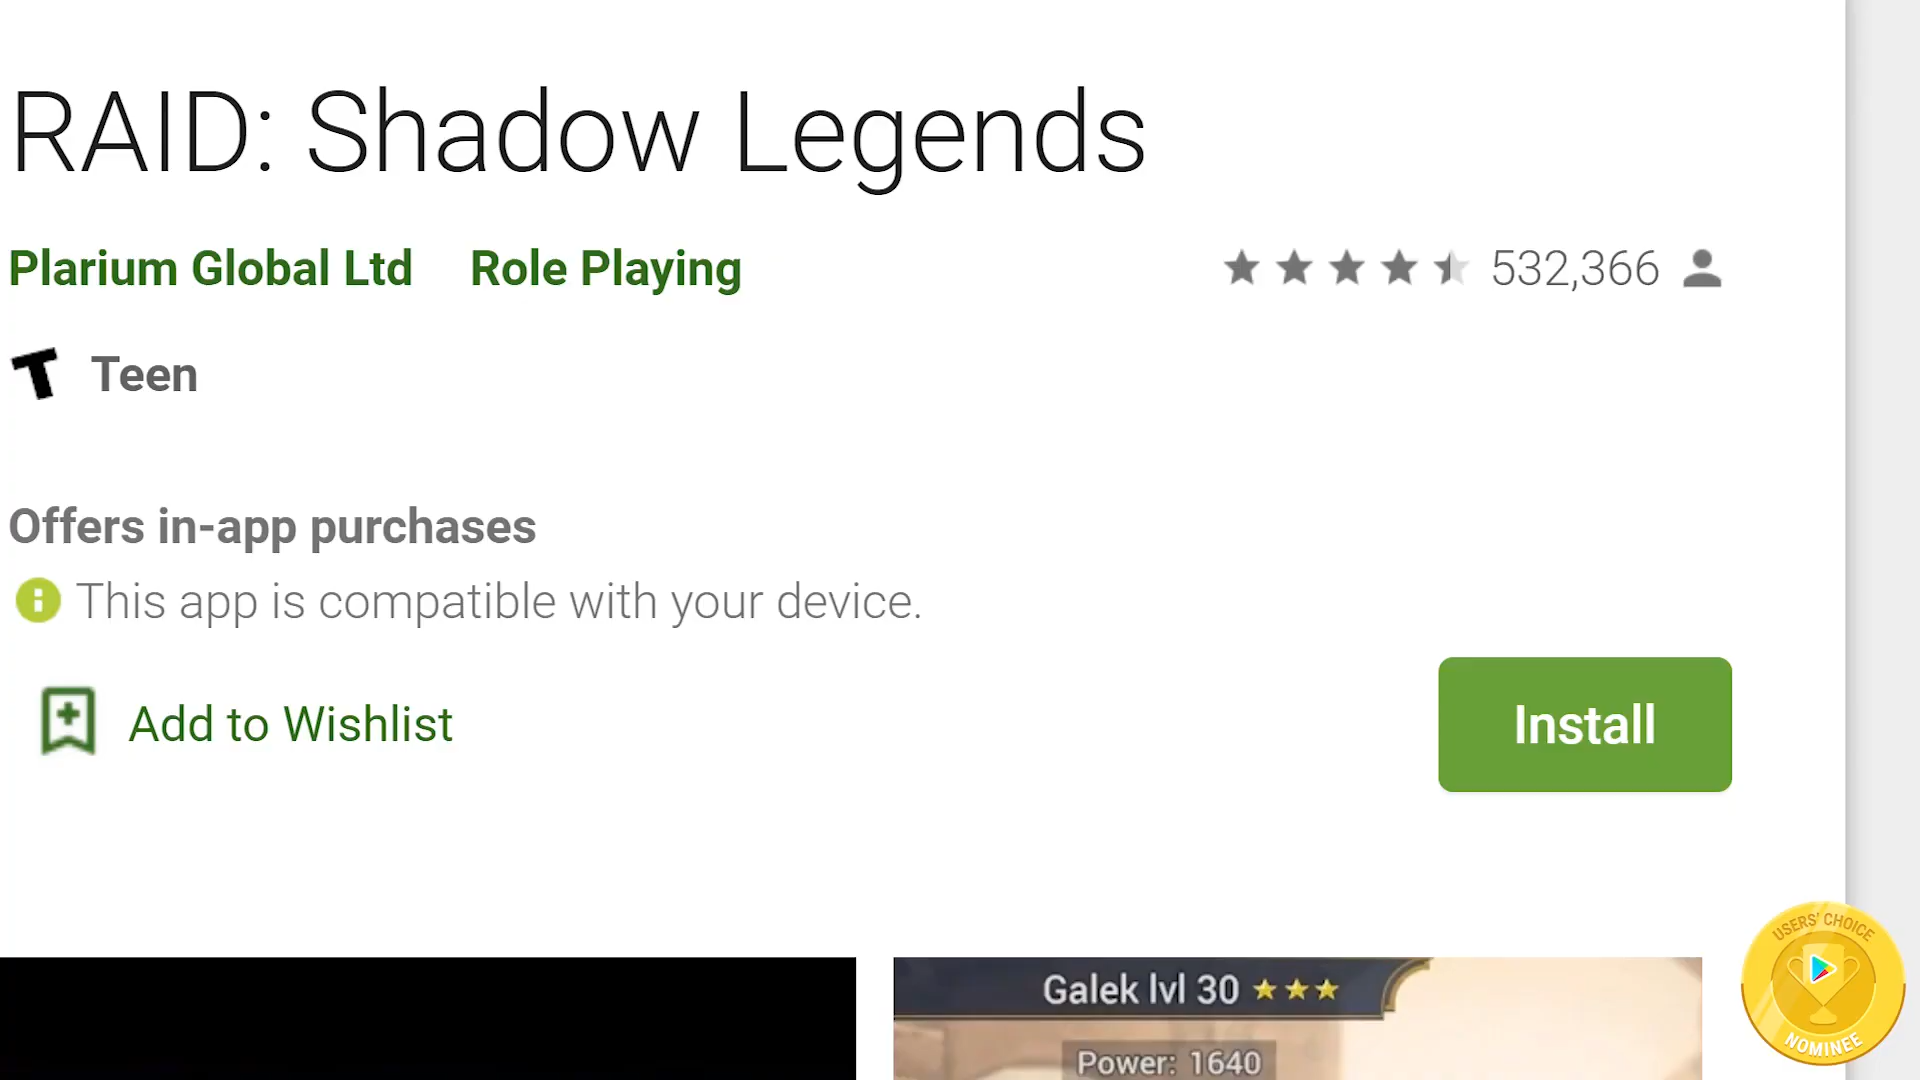 RAID: Shadow Legends
Plarium Global Ltd Role Playing 532,366
T Teen
Offers in-app purchases
This app is compatible with your device.
Add to Wishlist
Install
USERS' CHOICE
NOMINEE
Galek lvl 30
Power: 1640